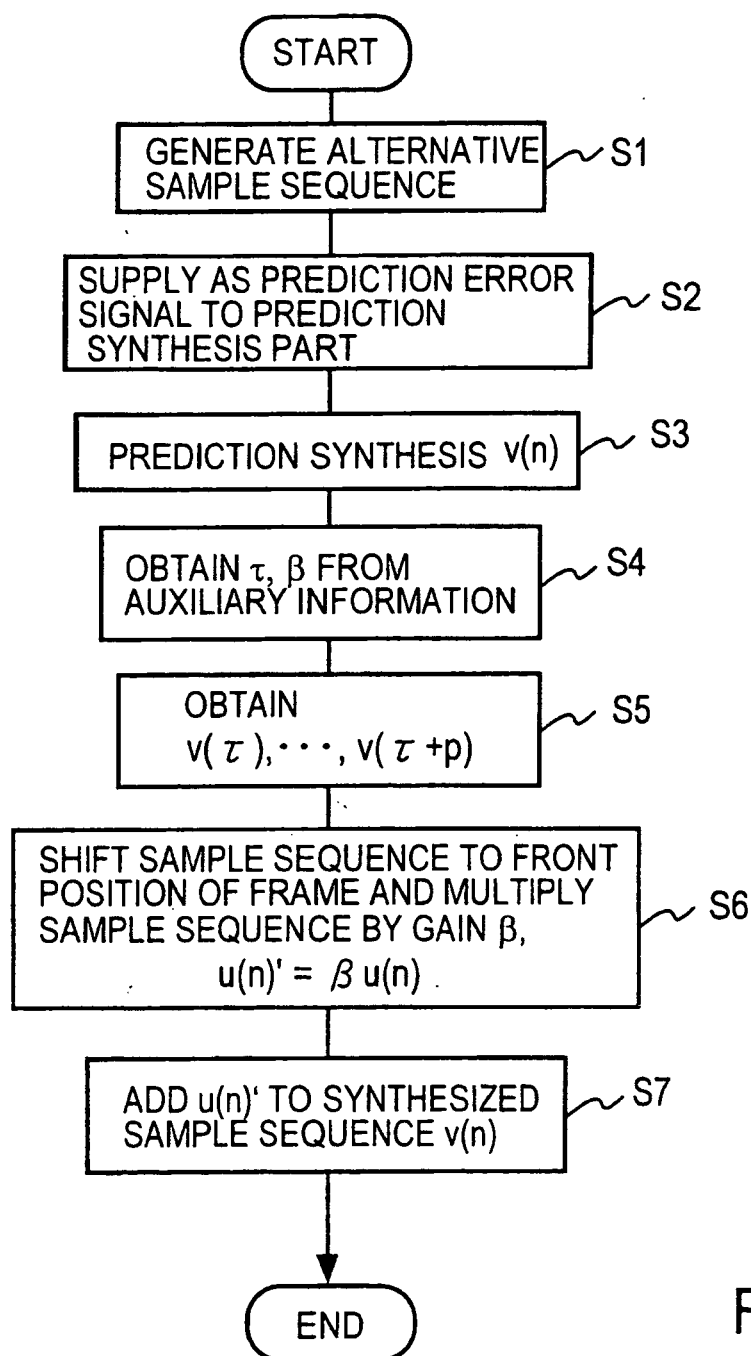 START
GENERATE ALTERNATIVE
SAMPLE SEQUENCE
S1
SUPPLY AS PREDICTION ERROR
SIGNAL TO PREDICTION
SYNTHESIS PART
S2
PREDICTION SYNTHESIS v(n)
S3
OBTAIN τ, β FROM
AUXILIARY INFORMATION
S4
OBTAIN
v(τ),···, v(τ+p)
S5
SHIFT SAMPLE SEQUENCE TO FRONT
POSITION OF FRAME AND MULTIPLY
SAMPLE SEQUENCE BY GAIN β,
u(n)' = β u(n)
S6
ADD u(n)' TO SYNTHESIZED
SAMPLE SEQUENCE v(n)
S7
END